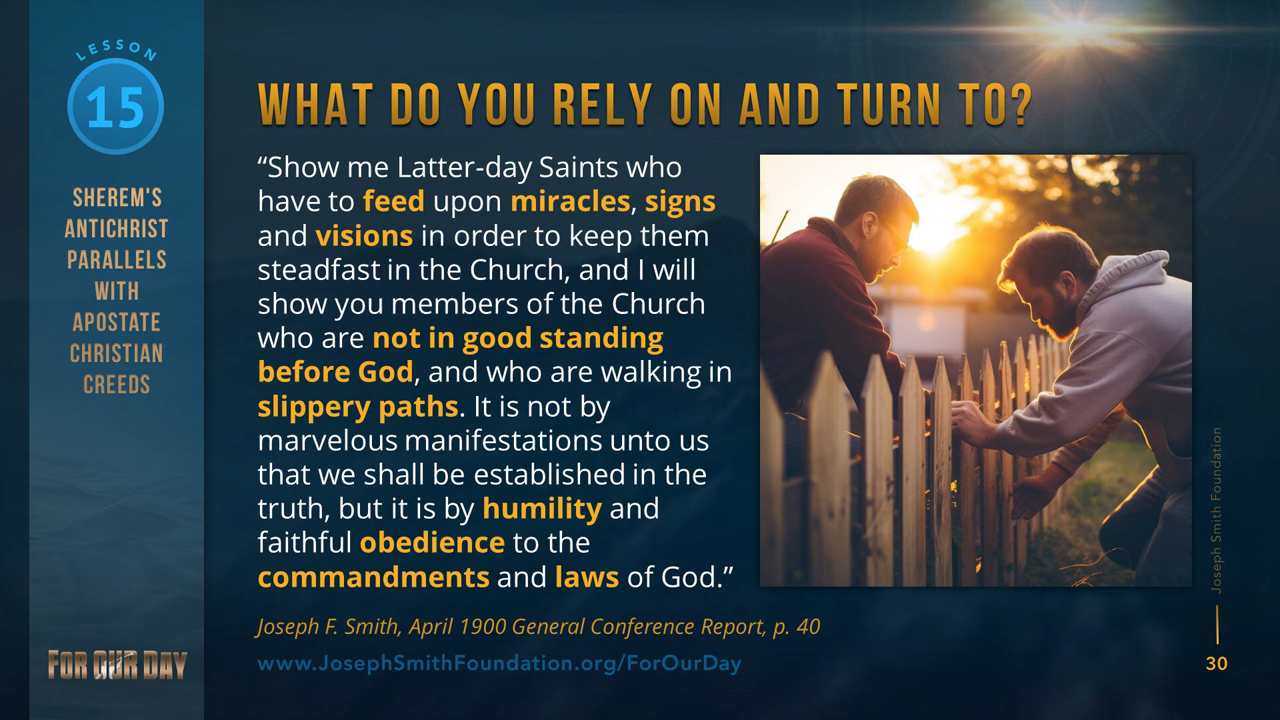 LESSON
15
SHEREM'S
ANTICHRIST
PARALLELS
WITH
APOSTATE
CHRISTIAN
CREEDS
FOR OUR DAY
WHAT DO YOU RELY ON AND TURN TO?
“Show me Latter-day Saints who
have to feed upon miracles, signs
and visions in order to keep them
steadfast in the Church, and I will
show you members of the Church
who are not in good standing
before God, and who are walking in
slippery paths. It is not by
marvelous manifestations unto us
that we shall be established in the
truth, but it is by humility and
faithful obedience to the
commandments and laws of God.”
Joseph F. Smith, April 1900 General Conference Report, p. 40
www.JosephSmithFoundation.org/ForOurDay
Joseph Smith Foundation
30